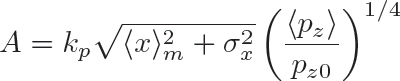 $A = k_p \sqrt{\langle x \rangle_m^2 + \sigma_x^2} \left( \frac{\langle p_z \rangle}{p_{z0}} \right)^{1/4}$